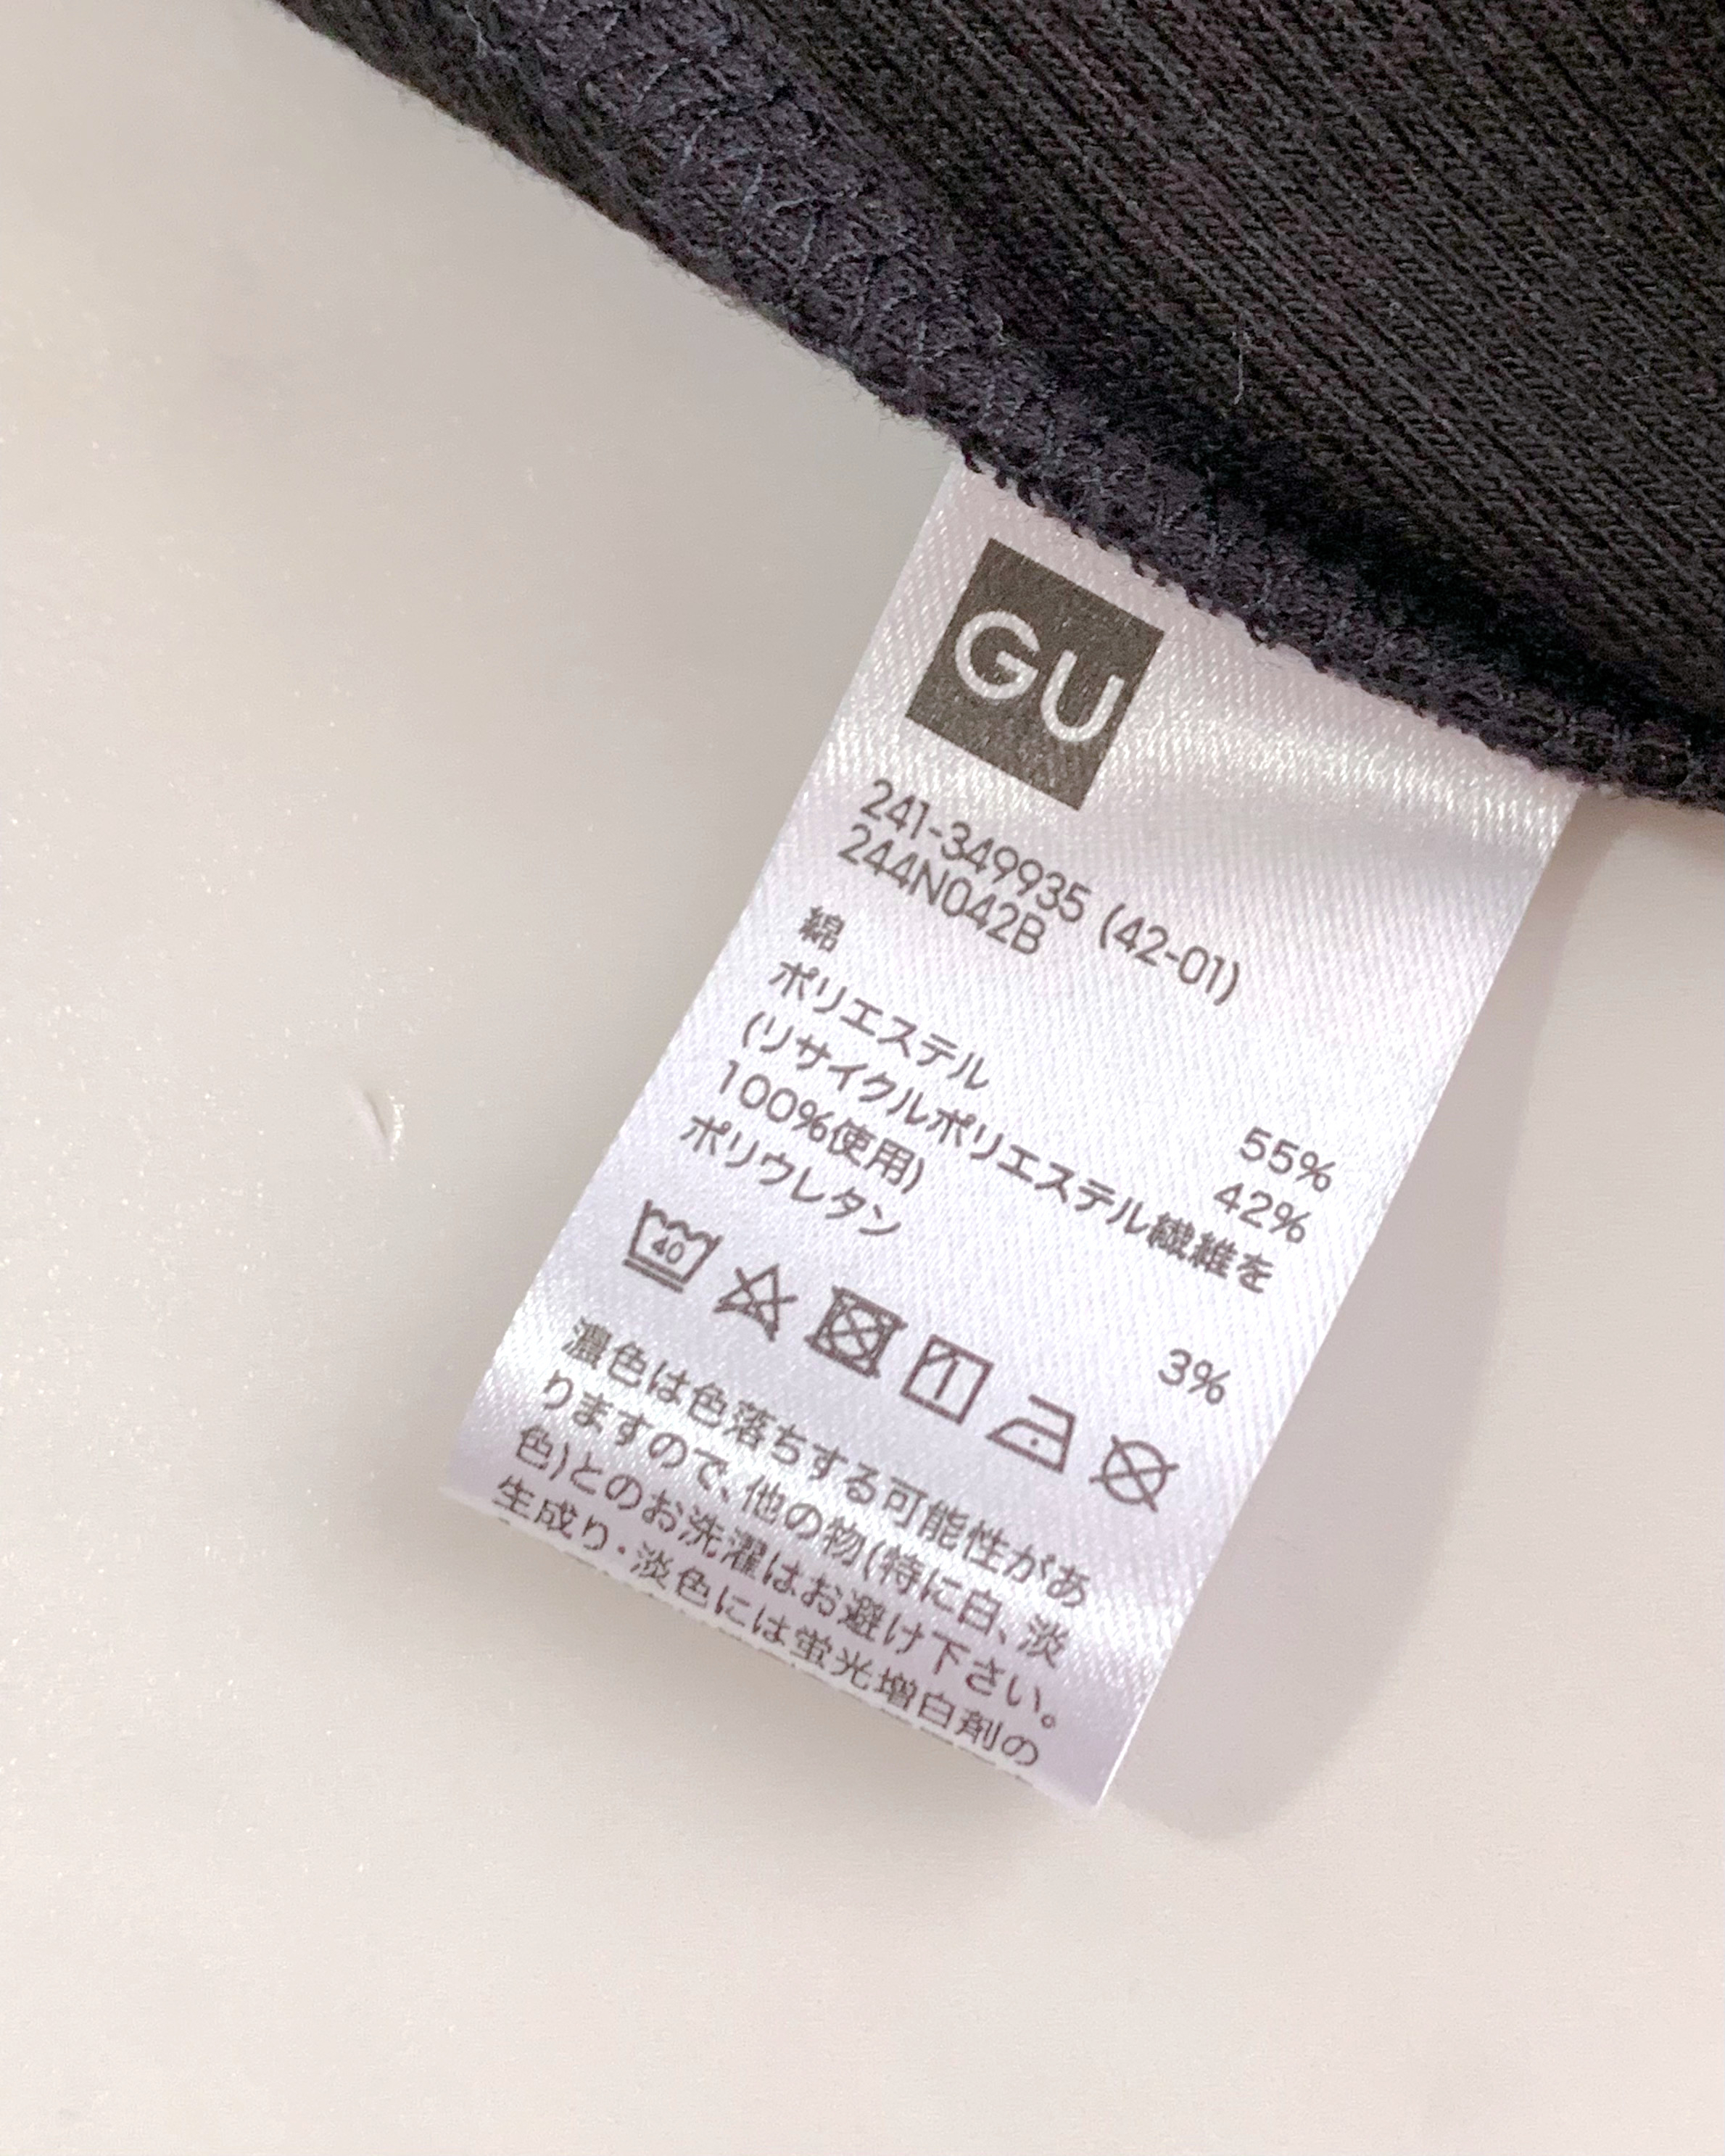 GU
241-349935 (42-01)
244N042B
綿 55%
ポリエステル 42%
(リサイクルポリエステル繊維を
100%使用)
ポリウレタン 3%
40
濃色は色落ちする可能性があ
りますので、他の物(特に白、淡
色)とのお洗濯はお避け下さい。
生成り・淡色には蛍光増白剤の